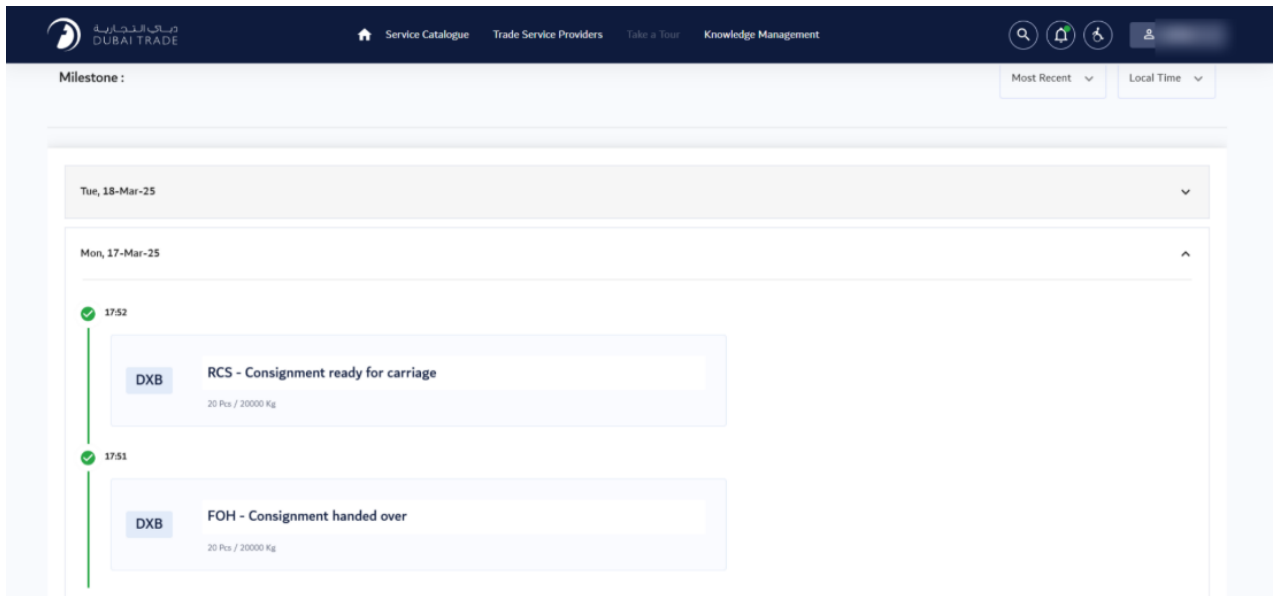 دبـاي الـتـجـاريــة
DUBAI TRADE
Service Catalogue
Trade Service Providers
Take a Tour
Knowledge Management
Milestone :
Most Recent
Local Time
Tue, 18-Mar-25
Mon, 17-Mar-25
17:52
DXB
RCS - Consignment ready for carriage
20 Pcs / 20000 Kg
17:51
DXB
FOH - Consignment handed over
20 Pcs / 20000 Kg